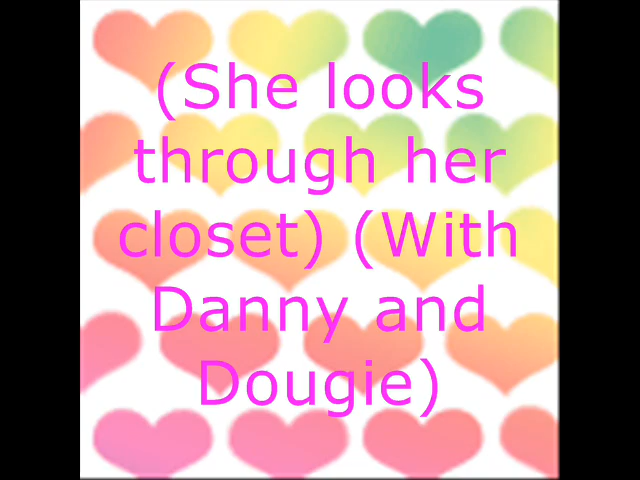 (She looks
through her
closet) (With
Danny and
Dougie)